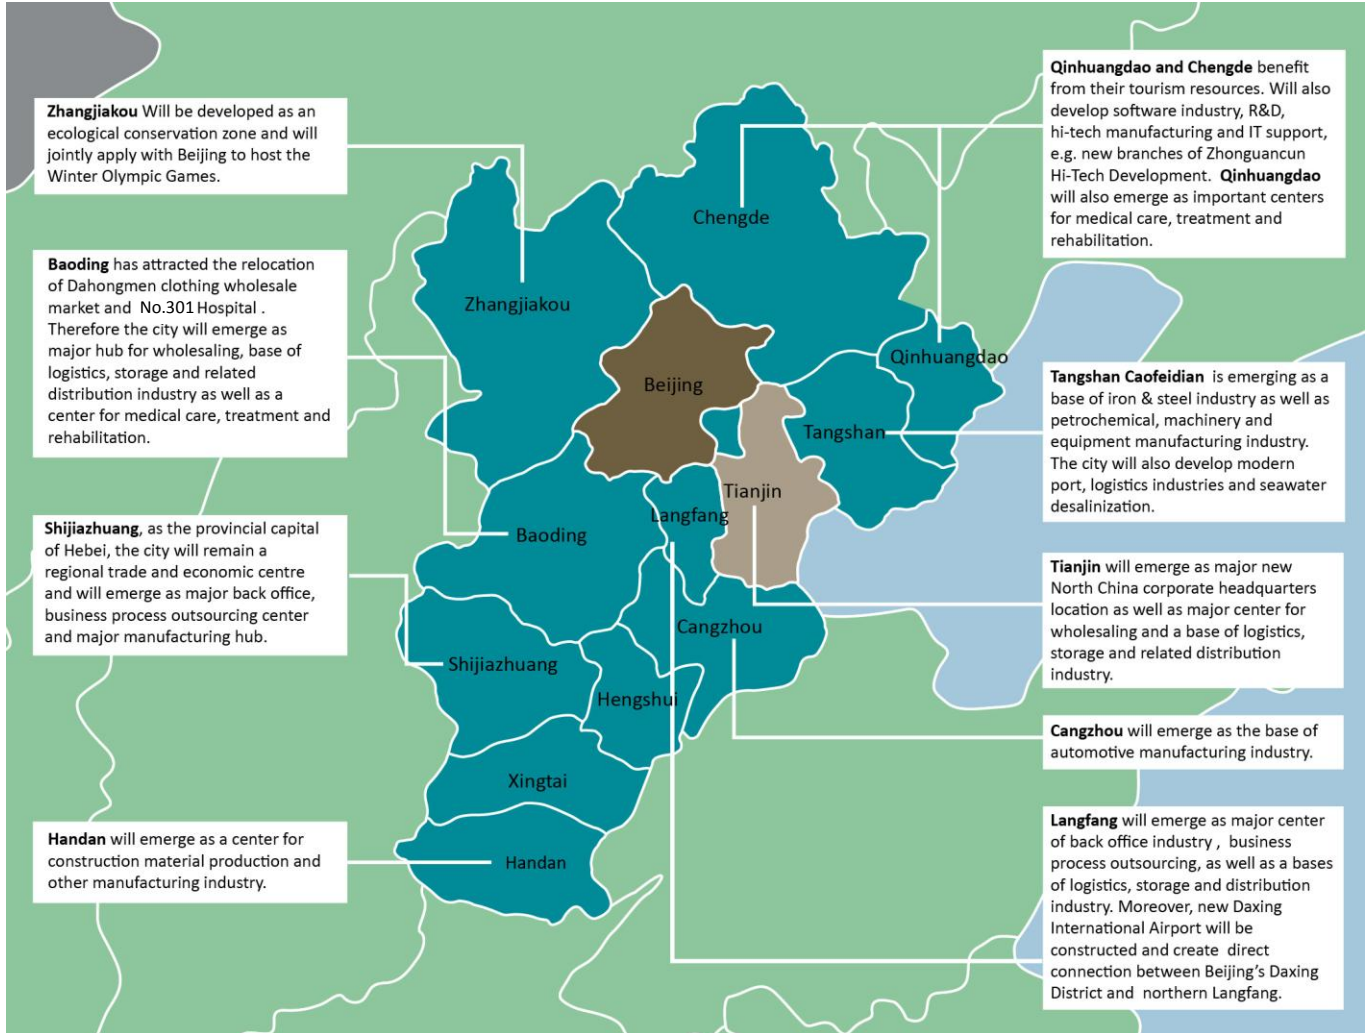 Zhangjiakou Will be developed as an
ecological conservation zone and will
jointly apply with Beijing to host the
Winter Olympic Games.
Baoding has attracted the relocation
of Dahongmen clothing wholesale
market and No.301 Hospital .
Therefore the city will emerge as
major hub for wholesaling, base of
logistics, storage and related
distribution industry as well as a
center for medical care, treatment and
rehabilitation.
Shijiazhuang, as the provincial capital
of Hebei, the city will remain a
regional trade and economic centre
and will emerge as major back office,
business process outsourcing center
and major manufacturing hub.
Handan will emerge as a center for
construction material production and
other manufacturing industry.
Chengde
Zhangjiakou
Qinhuangdao
Beijing
Tangshan
Tianjin
Langfang
Baoding
Cangzhou
Shijiazhuang
Hengshui
Xingtai
Handan
Qinhuangdao and Chengde benefit
from their tourism resources. Will also
develop software industry, R&D,
hi-tech manufacturing and IT support,
e.g. new branches of Zhonguancun
Hi-Tech Development. Qinhuangdao
will also emerge as important centers
for medical care, treatment and
rehabilitation.
Tangshan Caofeidian is emerging as a
base of iron & steel industry as well as
petrochemical, machinery and
equipment manufacturing industry.
The city will also develop modern
port, logistics industries and seawater
desalinization.
Tianjin will emerge as major new
North China corporate headquarters
location as well as major center for
wholesaling and a base of logistics,
storage and related distribution
industry.
Cangzhou will emerge as the base of
automotive manufacturing industry.
Langfang will emerge as major center
of back office industry , business
process outsourcing, as well as a bases
of logistics, storage and distribution
industry. Moreover, new Daxing
International Airport will be
constructed and create direct
connection between Beijing's Daxing
District and northern Langfang.